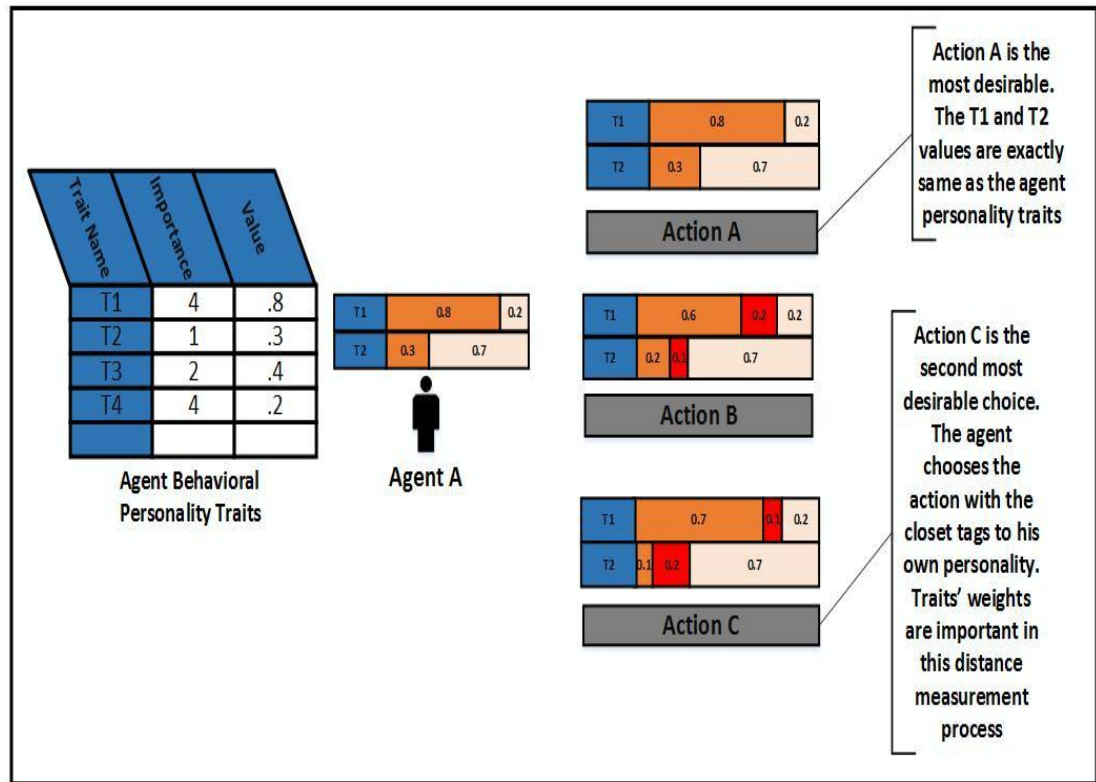 Trait Name
Importance
Value
T1 4 .8
T2 1 .3
T3 2 .4
T4 4 .2
Agent Behavioral
Personality Traits
T1 0.8 0.2
T2 0.3 0.7
Agent A
T1 0.8 0.2
T2 0.3 0.7
Action A
T1 0.6 0.2 0.2
T2 0.2 0.1 0.7
Action B
T1 0.7 0.1 0.2
T2 0.1 0.2 0.7
Action C
Action A is the
most desirable.
The T1 and T2
values are exactly
same as the agent
personality traits
Action C is the
second most
desirable choice.
The agent
chooses the
action with the
closet tags to his
own personality.
Traits’ weights
are important in
this distance
measurement
process